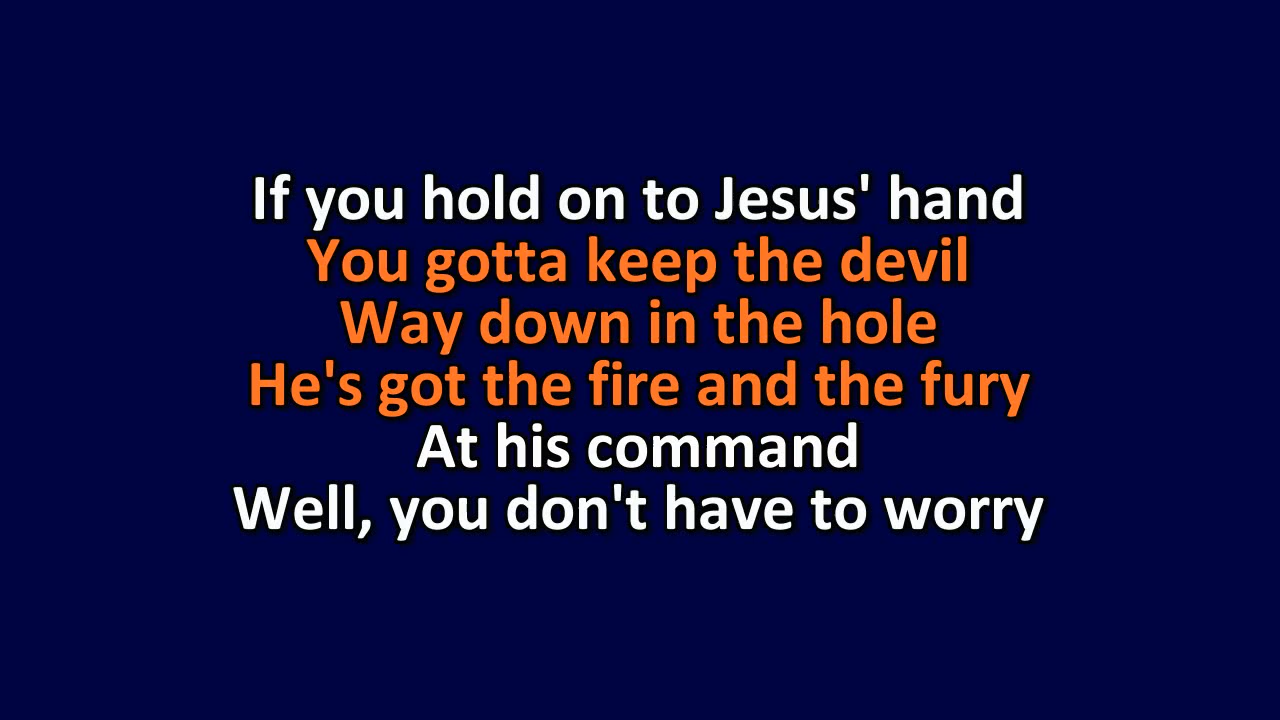 If you hold on to Jesus' hand
You gotta keep the devil
Way down in the hole
He's got the fire and the fury
At his command
Well, you don't have to worry